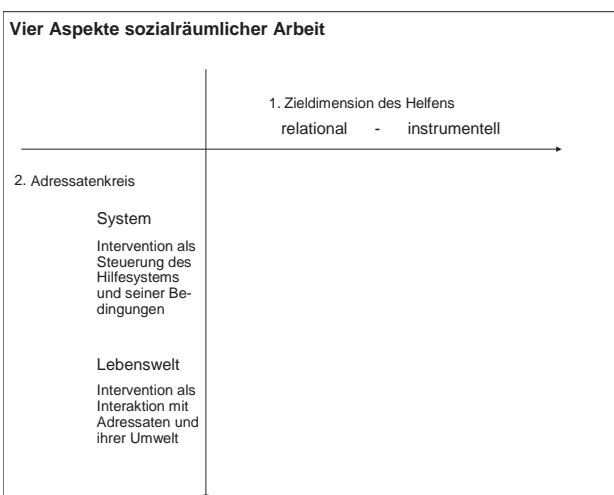 Vier Aspekte sozialräumlicher Arbeit
1. Zieldimension des Helfens
relational - instrumentell
2. Adressatenkreis
System
Intervention als
Steuerung des
Hilfesystems
und seiner Be-
dingungen
Lebenswelt
Intervention als
Interaktion mit
Adressaten und
ihrer Umwelt